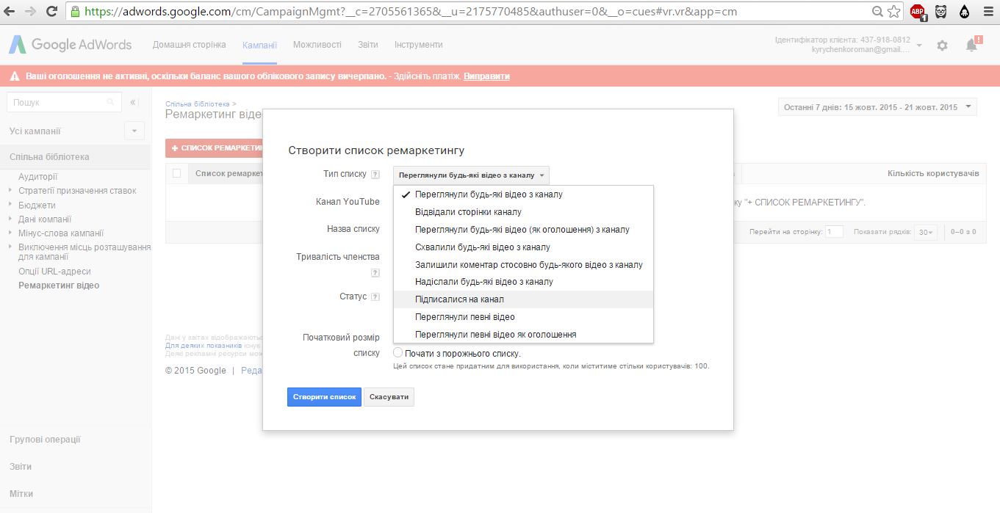 https://adwords.google.com/cm/CampaignMgmt?__c=2705561365&__u=2175770485&authuser=0&__o=cues#vr.vr&app=cm
ABP
1
Google AdWords
Домашня сторінка
Кампанії
Можливості
Звіти
Інструменти
Ідентифікатор клієнта: 437-918-0812
kyrychenkoroman@gmail....
!
Ваші оголошення не активні, оскільки баланс вашого облікового запису вичерпано. - Здійсніть платіж. Виправити
Пошук
«
Усі кампанії
Спільна бібліотека
Аудиторії
Стратегії призначення ставок
Бюджети
Дані компанії
Мінус-слова кампанії
Виключення місць розташування
для кампанії
Опції URL-адреси
Ремаркетинг відео
Групові операції
Звіти
Мітки
Спільна бібліотека >
Ремаркетинг віде
Останні 7 днів: 15 жовт. 2015 - 21 жовт. 2015
+ СПИСОК РЕМАРКЕТИН
Список ремаркет
Кількість користувачів
ку "+ СПИСОК РЕМАРКЕТИНГУ".
Перейти на сторінку: 1
Показати рядків: 30
0–0 з 0
Створити список ремаркетингу
Тип списку ?
Переглянули будь-які відео з каналу
Канал YouTube
Назва списку
Тривалість членства
?
Статус ?
Початковий розмір
списку
Переглянули будь-які відео з каналу
Відвідали сторінки каналу
Переглянули будь-які відео (як оголошення) з каналу
Схвалили будь-які відео з каналу
Залишили коментар стосовно будь-якого відео з каналу
Надіслали будь-які відео з каналу
Підписалися на канал
Переглянули певні відео
Переглянули певні відео як оголошення
Почати з порожнього списку.
Цей список стане придатним для використання, коли міститиме стільки користувачів: 100.
Створити список
Скасувати
Дані у звітах відображаютьс
Для деяких показників існує
Деякі рекламні ресурси мож
© 2015 Google | Реда